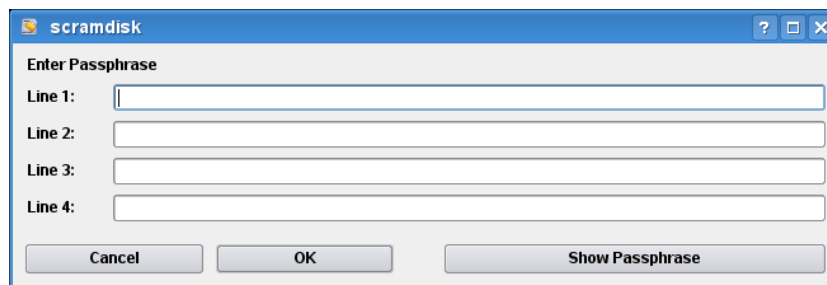 scramdisk
Enter Passphrase
Line 1:
Line 2:
Line 3:
Line 4:
Cancel OK Show Passphrase